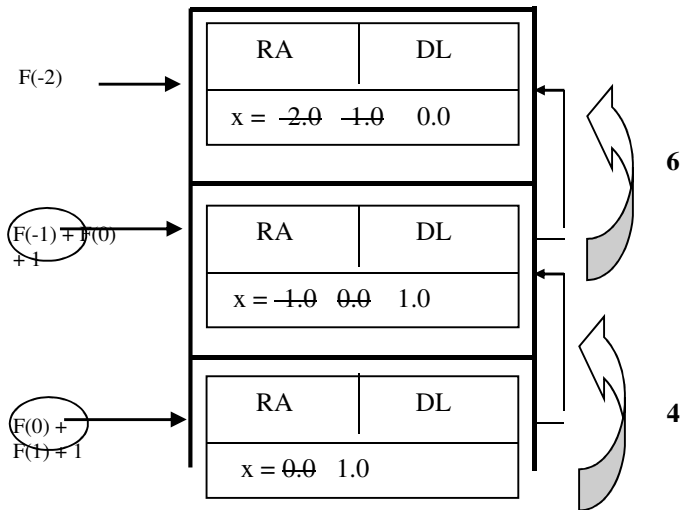 RA DL
F(-2)
x = -2.0 -1.0 0.0
6
RA DL
F(-1) + F(0)
+ 1
x = -1.0 0.0 1.0
RA DL
4
F(0) +
F(1) + 1
x = 0.0 1.0